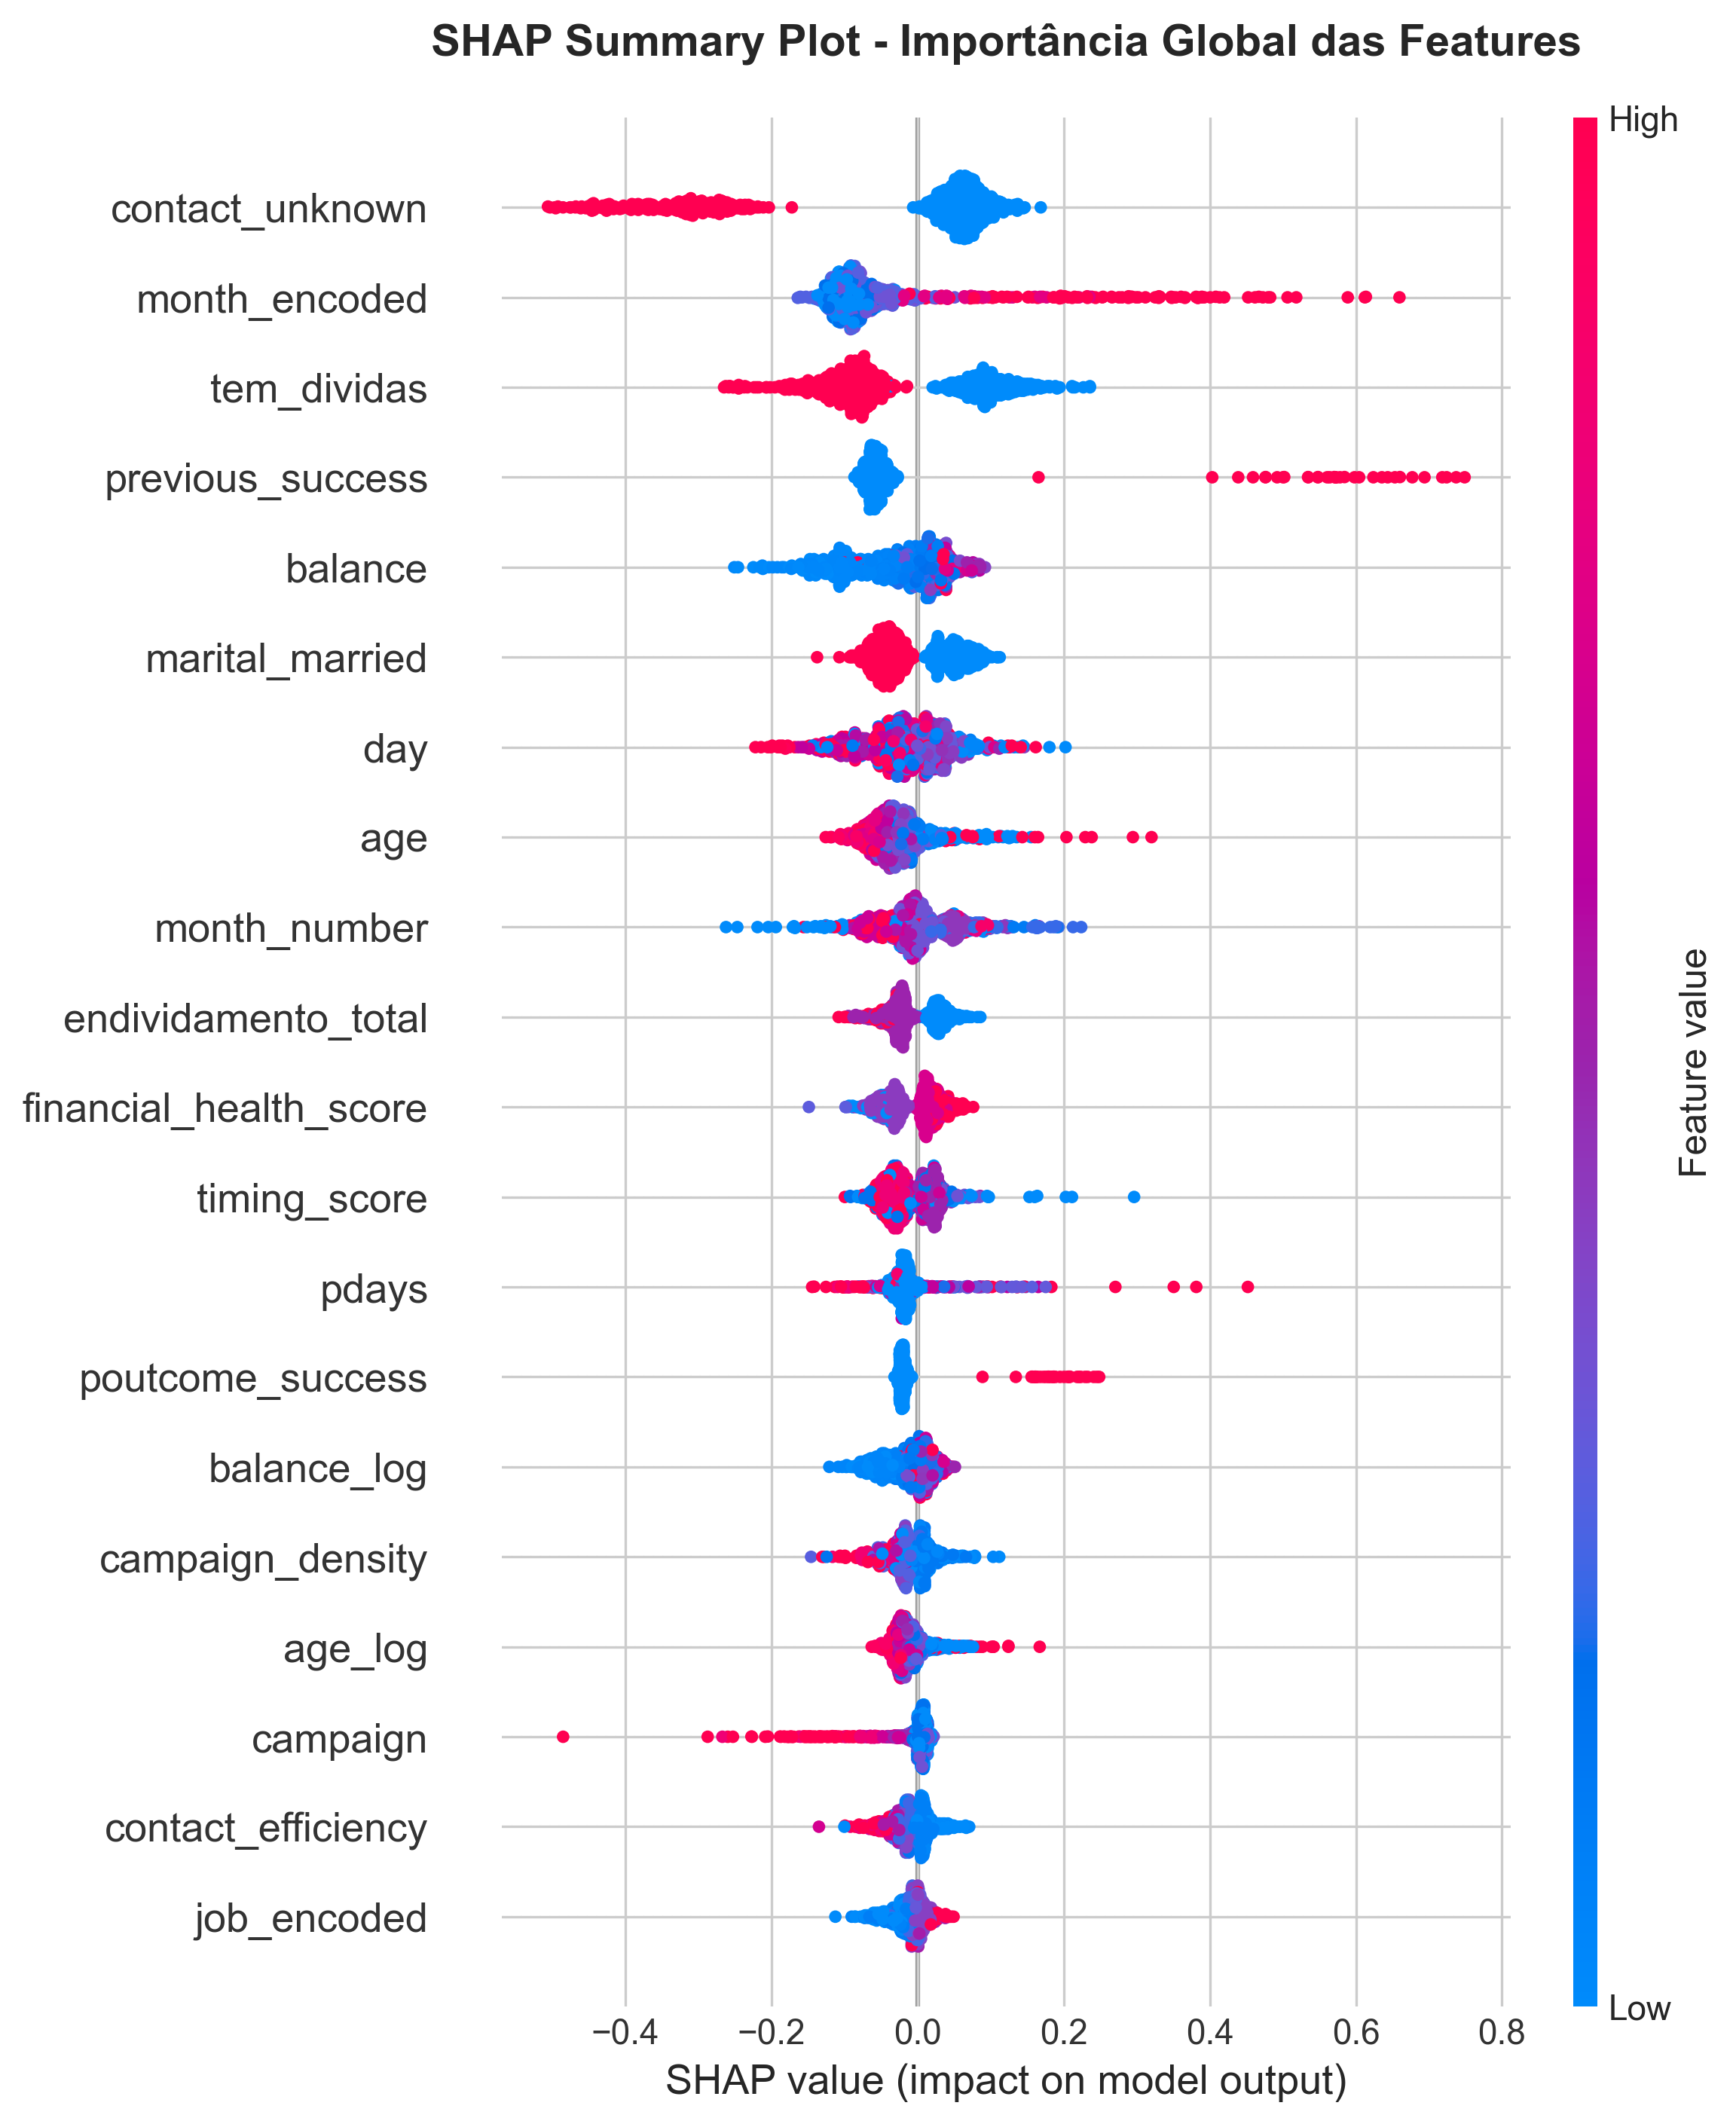 SHAP Summary Plot - Importância Global das Features
High
contact_unknown
month_encoded
tem_dividas
previous_success
balance
marital_married
day
age
month_number
endividamento_total
financial_health_score
timing_score
pdays
poutcome_success
balance_log
campaign_density
age_log
campaign
contact_efficiency
job_encoded
Feature value
Low
−0.4 −0.2 0.0 0.2 0.4 0.6 0.8
SHAP value (impact on model output)